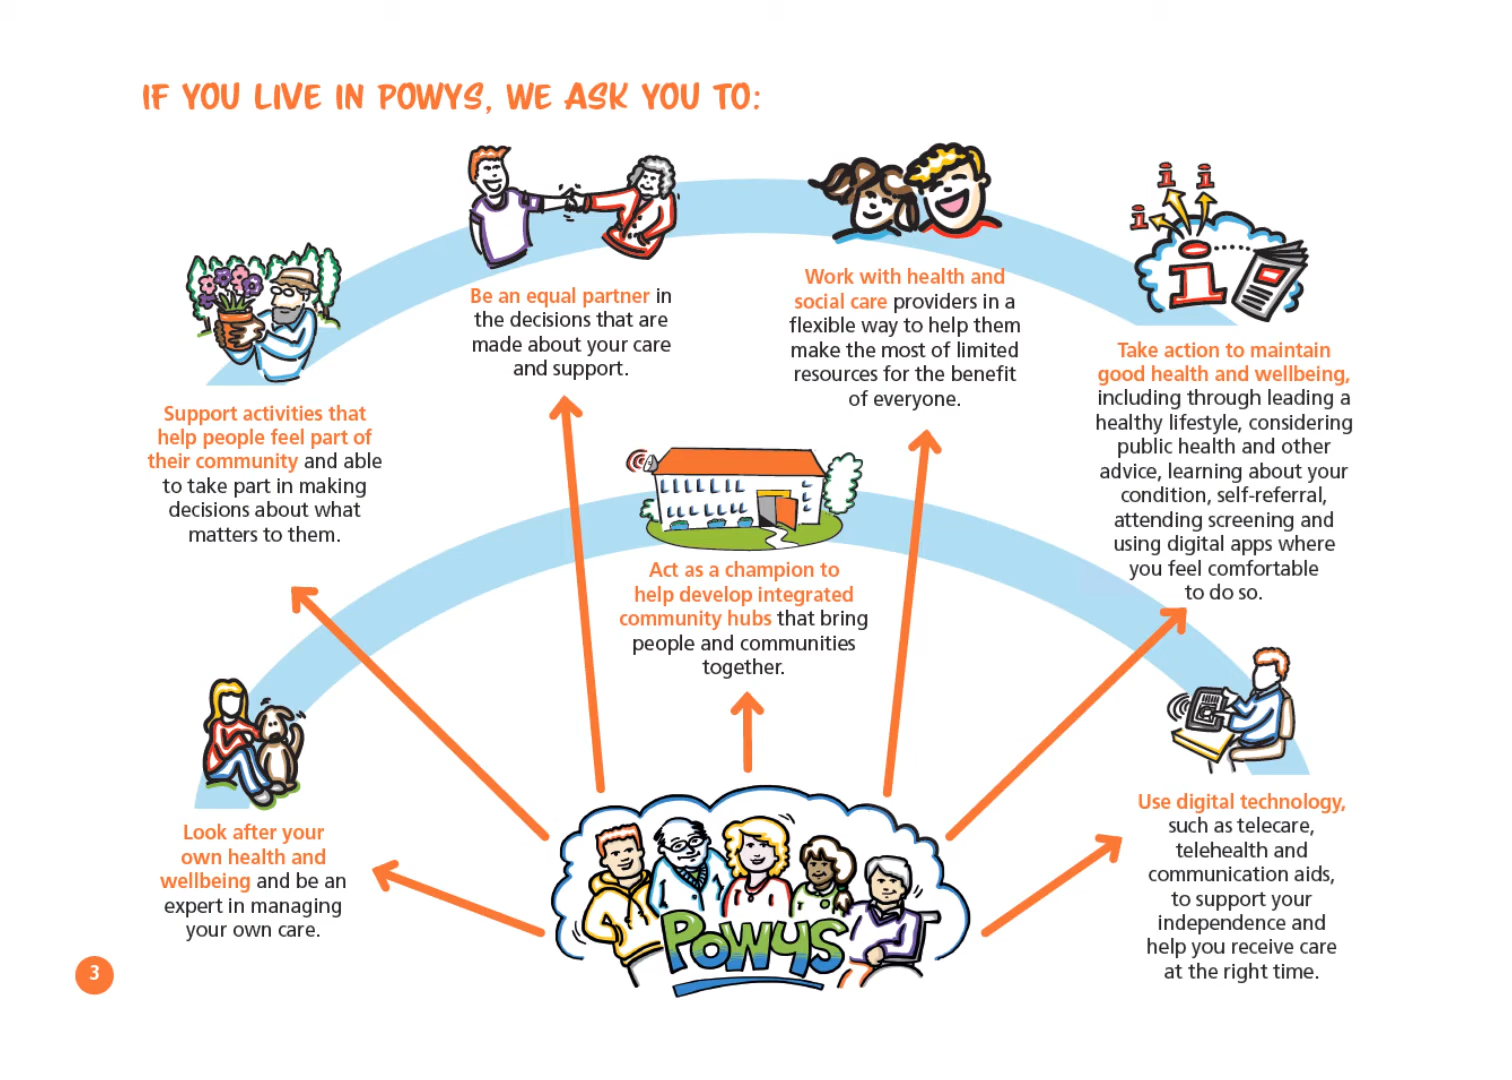 IF YOU LIVE IN POWYS, WE ASK YOU TO:
Support activities that
help people feel part of
their community and able
to take part in making
decisions about what
matters to them.
Be an equal partner in
the decisions that are
made about your care
and support.
Work with health and
social care providers in a
flexible way to help them
make the most of limited
resources for the benefit
of everyone.
i
i
i
i
Take action to maintain
good health and wellbeing,
including through leading a
healthy lifestyle, considering
public health and other
advice, learning about your
condition, self-referral,
attending screening and
using digital apps where
you feel comfortable
to do so.
Act as a champion to
help develop integrated
community hubs that bring
people and communities
together.
Look after your
own health and
wellbeing and be an
expert in managing
your own care.
Use digital technology,
such as telecare,
telehealth and
communication aids,
to support your
independence and
help you receive care
at the right time.
Powys
3